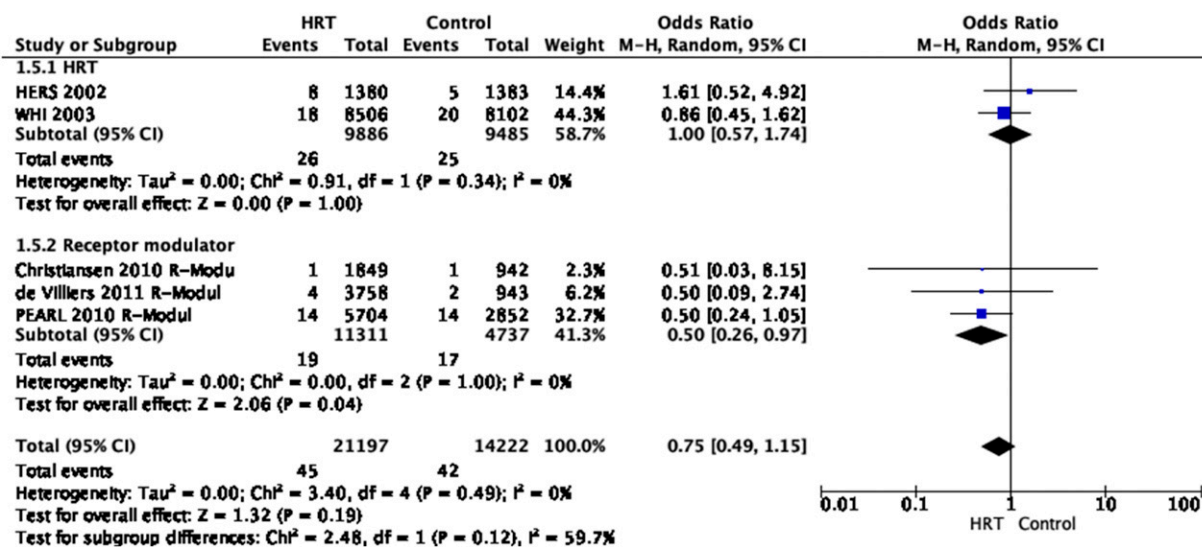 HRT Control Odds Ratio Odds Ratio
Study or Subgroup Events Total Events Total Weight M-H, Random, 95% CI M-H, Random, 95% CI
1.5.1 HRT
HERS 2002 8 1380 5 1383 14.4% 1.61 [0.52, 4.92]
WHI 2003 18 8506 20 8102 44.3% 0.86 [0.45, 1.62]
Subtotal (95% CI) 9886 9485 58.7% 1.00 [0.57, 1.74]
Total events 26 25
Heterogeneity: Tau² = 0.00; Chi² = 0.91, df = 1 (P = 0.34); I² = 0%
Test for overall effect: Z = 0.00 (P = 1.00)
1.5.2 Receptor modulator
Christiansen 2010 R-Modu 1 1849 1 942 2.3% 0.51 [0.03, 8.15]
de Villiers 2011 R-Modul 4 3758 2 943 6.2% 0.50 [0.09, 2.74]
PEARL 2010 R-Modul 14 5704 14 2852 32.7% 0.50 [0.24, 1.05]
Subtotal (95% CI) 11311 4737 41.3% 0.50 [0.26, 0.97]
Total events 19 17
Heterogeneity: Tau² = 0.00; Chi² = 0.00, df = 2 (P = 1.00); I² = 0%
Test for overall effect: Z = 2.06 (P = 0.04)
Total (95% CI) 21197 14222 100.0% 0.75 [0.49, 1.15]
Total events 45 42
Heterogeneity: Tau² = 0.00; Chi² = 3.40, df = 4 (P = 0.49); I² = 0%
Test for overall effect: Z = 1.32 (P = 0.19)
Test for subgroup differences: Chi² = 2.48, df = 1 (P = 0.12), I² = 59.7%
0.01 0.1 1 10 100
HRT Control